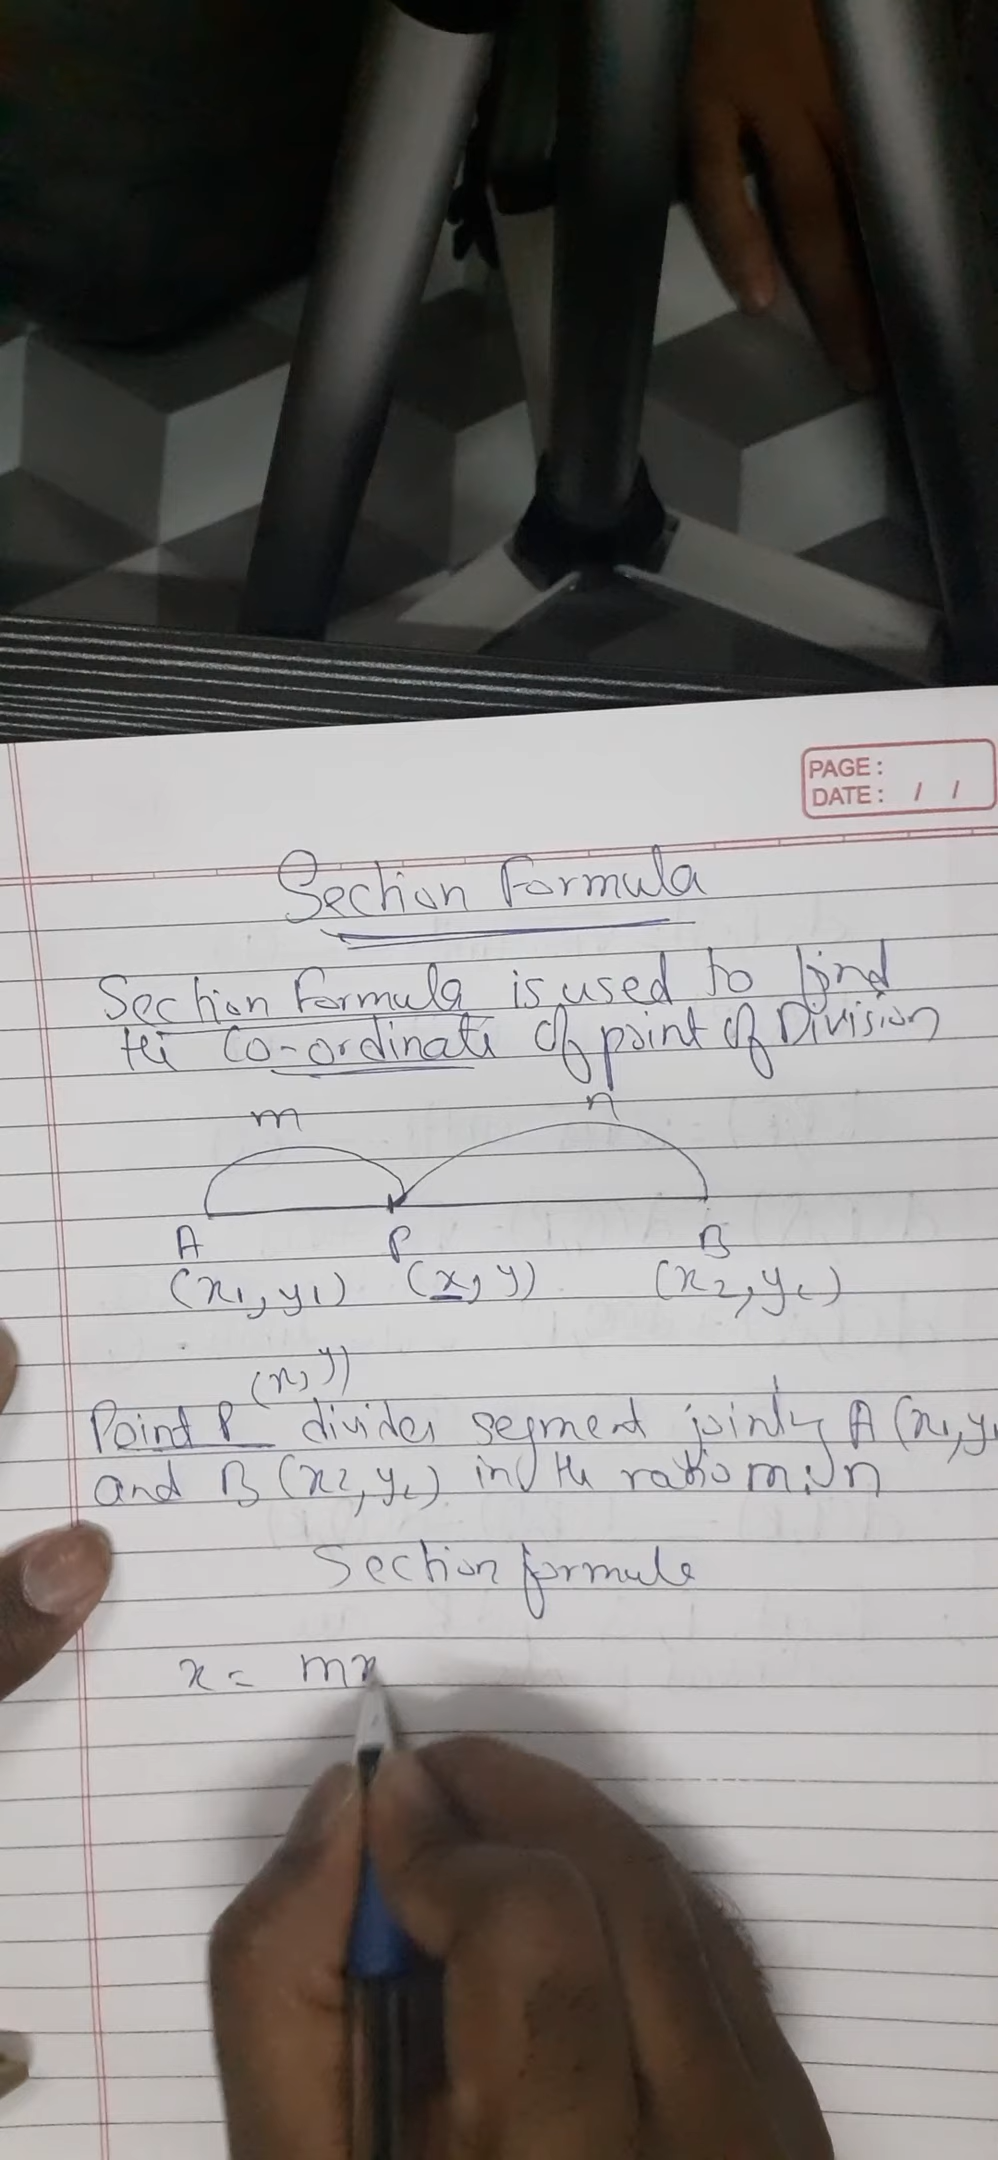 PAGE :
DATE : / /
Section Formula
Section Formula is used to find
the Co-ordinate of point of Division
m n
A P B
(x1, y1) (x, y) (x2, y2)
(x, y)
Point P divides segment joining A (x1, y1
and B (x2, y2) in the ratio m:n
Section formula
x = mx